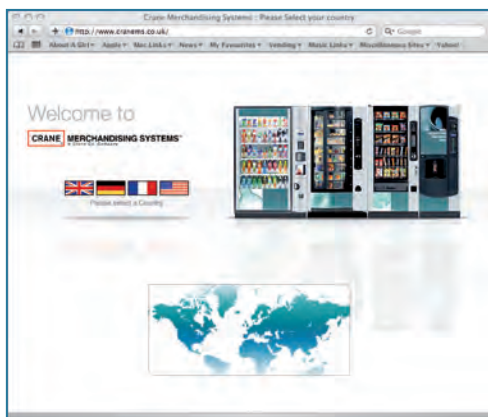 Crane Merchandising Systems : Please Select your country
http://www.cranems.co.uk/
Google
About A Girl Apple Mac Links News My Favourites Vending Music Links Miscellaneous Sites Yahoo!
Welcome to
CRANE MERCHANDISING SYSTEMS
A Crane Co. Company
Please select a Country